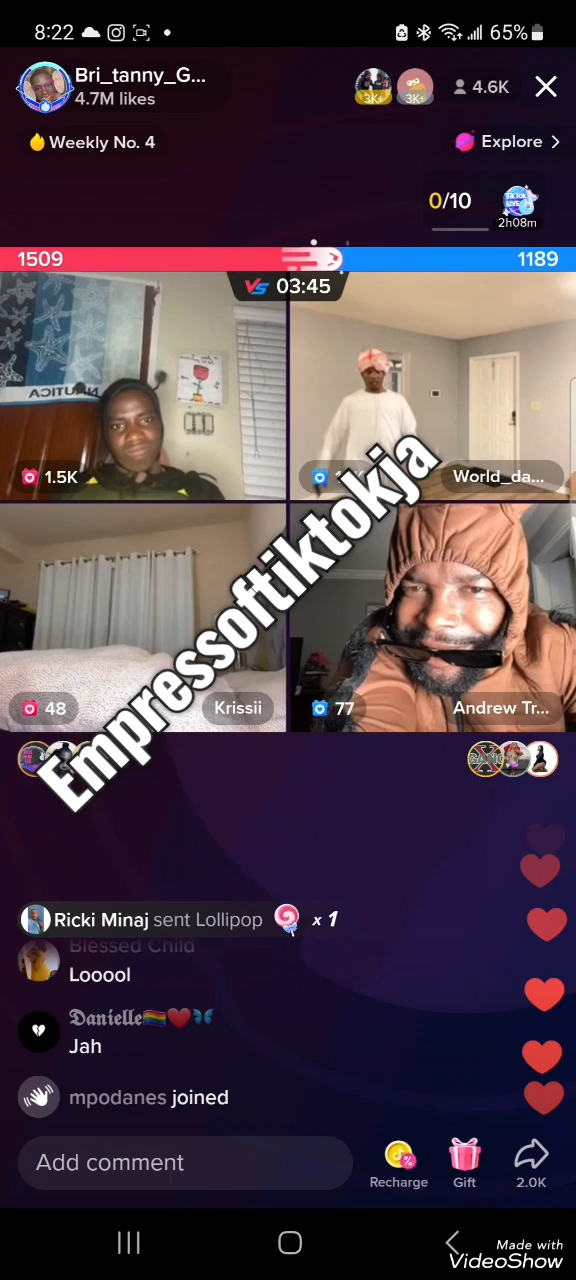 8:22
65%
Bri_tanny_G...
4.7M likes
3K+
3K+
4.6K
Weekly No. 4
Explore >
0/10
TikTok LIVE
2h08m
1509
1189
VS 03:45
NAUTICA
1.5K
World_da...
Empressoftiktokja
48
Krissii
77
Andrew Tr...
Ricki Minaj sent Lollipop x 1
Blessed Child
Looool
𝕯𝖆𝖓𝖎𝖊𝖑𝖑𝖊🏳️‍🌈❤️🦋
Jah
mpodanes joined
Add comment
Recharge
Gift
2.0K
Made with
VideoShow